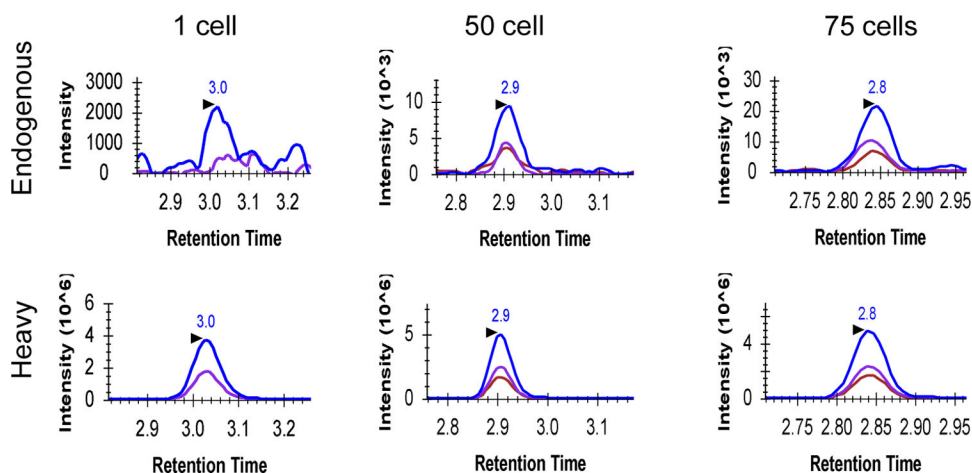 1 cell 50 cell 75 cells
Endogenous
Intensity
3000
2000
1000
0
3.0
2.9 3.0 3.1 3.2
Retention Time
Intensity (10^3)
10
5
0
2.9
2.8 2.9 3.0 3.1
Retention Time
Intensity (10^3)
30
20
10
0
2.8
2.75 2.80 2.85 2.90 2.95
Retention Time
Heavy
Intensity (10^6)
6
4
2
0
3.0
2.9 3.0 3.1 3.2
Retention Time
Intensity (10^6)
5
0
2.9
2.8 2.9 3.0 3.1
Retention Time
Intensity (10^6)
4
2
0
2.8
2.75 2.80 2.85 2.90 2.95
Retention Time